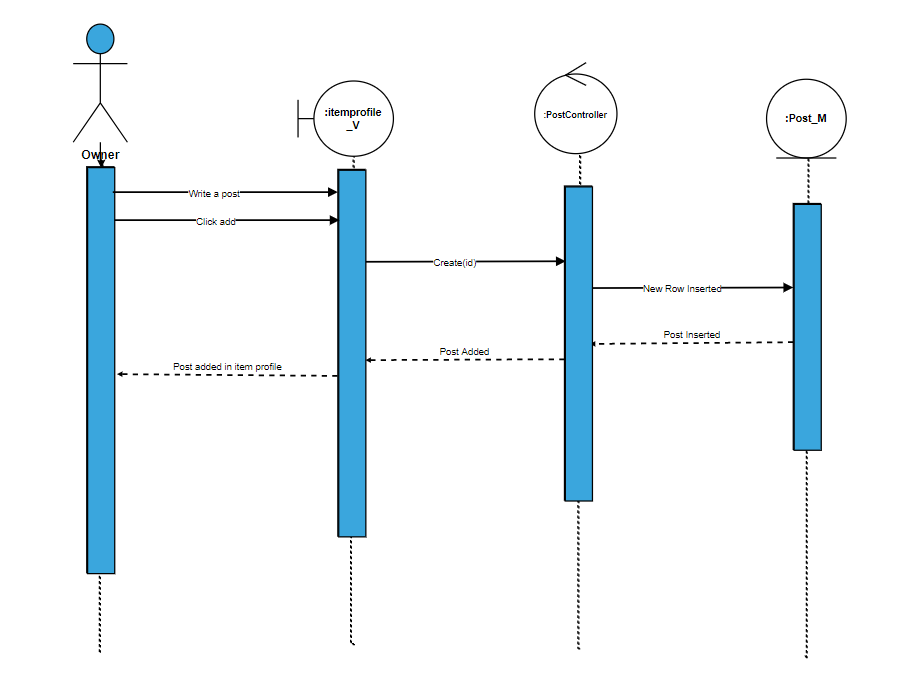 :itemprofile
_V
:PostController
:Post_M
Owner
Write a post
Click add
Create(id)
New Row Inserted
Post Inserted
Post Added
Post added in item profile